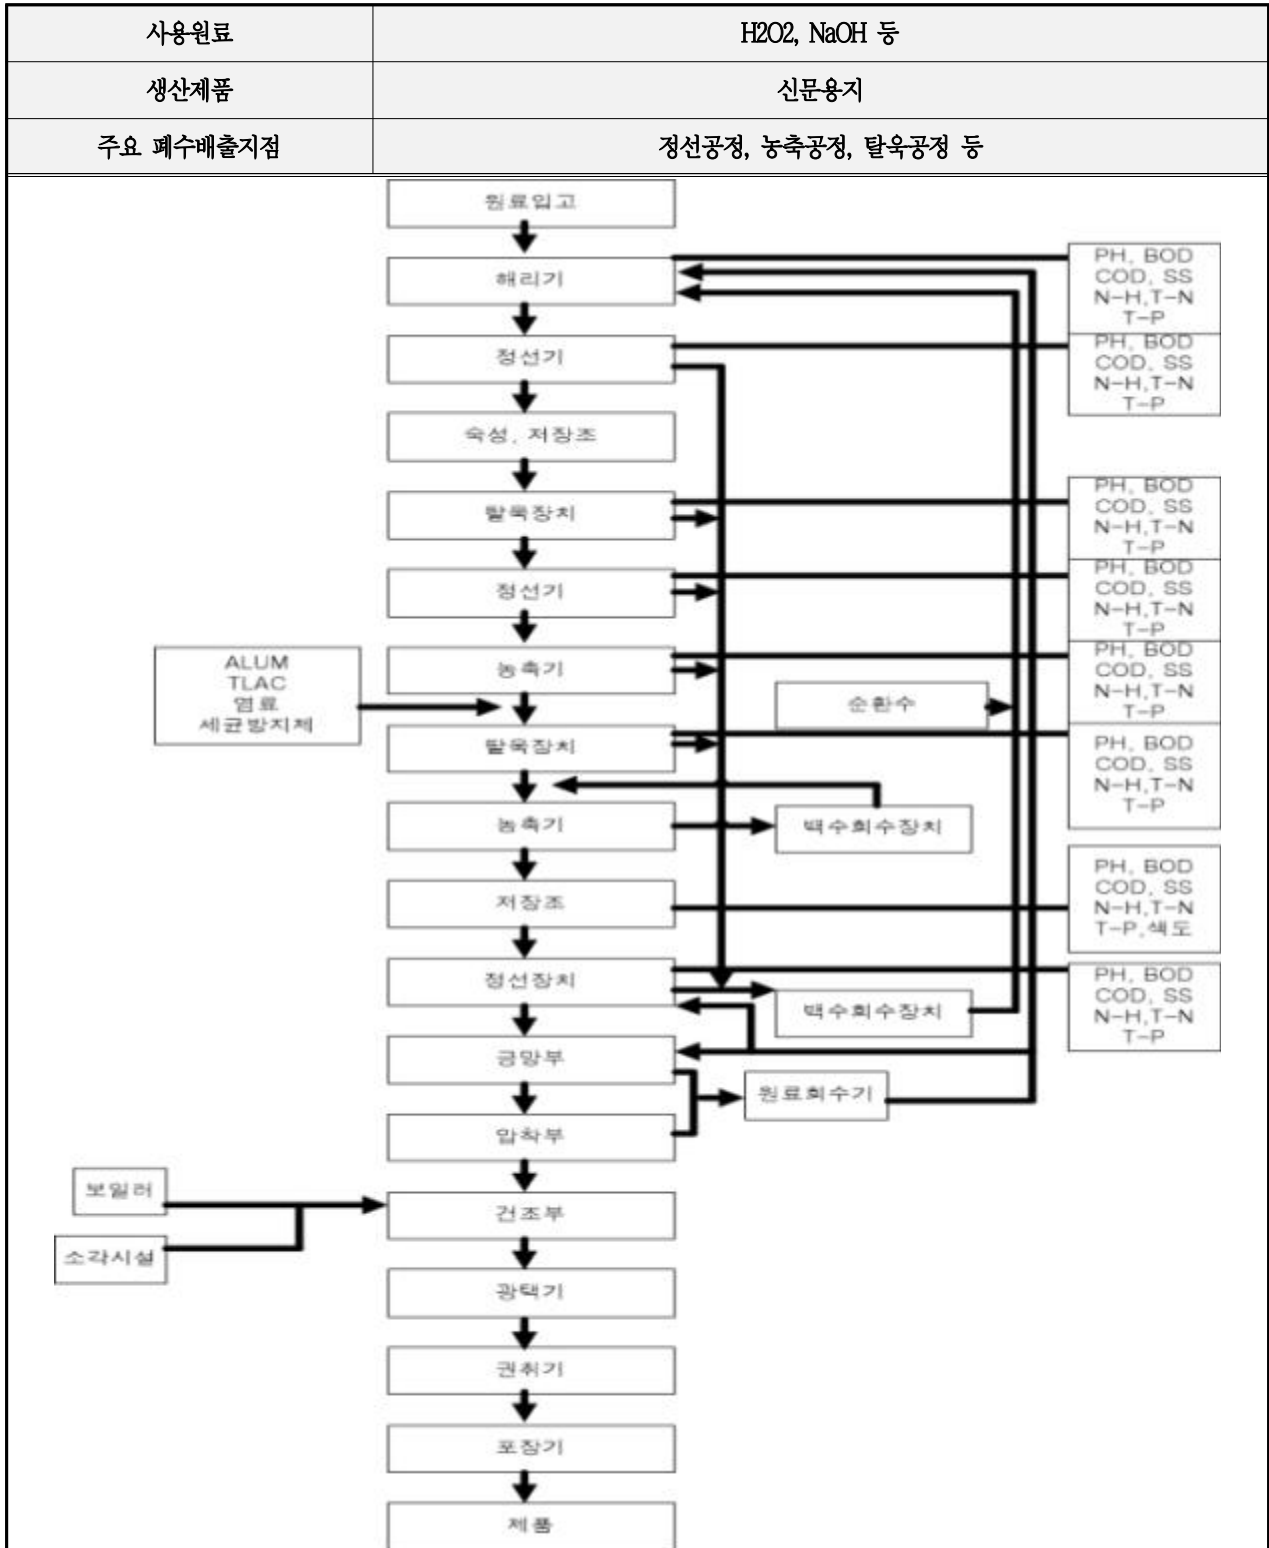 사용원료 H2O2, NaOH 등
생산제품 신문용지
주요 폐수배출지점 정선공정, 농축공정, 탈묵공정 등
원료입고
해리기
PH, BOD
COD, SS
N-H,T-N
T-P
정선기
PH, BOD
COD, SS
N-H,T-N
T-P
숙성, 저장조
탈묵장치
PH, BOD
COD, SS
N-H,T-N
T-P
정선기
PH, BOD
COD, SS
N-H,T-N
T-P
ALUM
TLAC
염료
세균방지제
농축기
PH, BOD
COD, SS
N-H,T-N
T-P
순환수
탈묵장치
PH, BOD
COD, SS
N-H,T-N
T-P
농축기
백수회수장치
저장조
PH, BOD
COD, SS
N-H,T-N
T-P,색도
정선장치
백수회수장치
PH, BOD
COD, SS
N-H,T-N
T-P
금망부
원료회수기
압착부
보일러
소각시설
건조부
광택기
권취기
포장기
제품